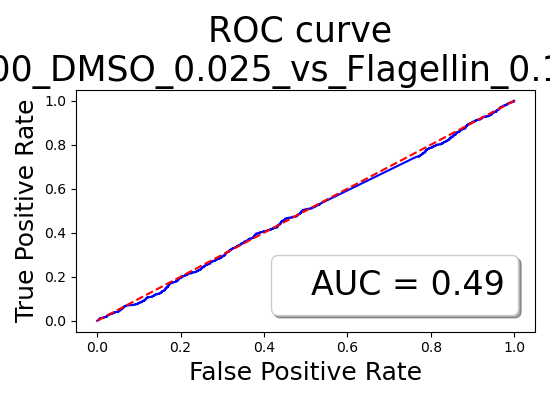 ROC curve
00_DMSO_0.025_vs_Flagellin_0.1
True Positive Rate
1.0
0.8
0.6
0.4
0.2
0.0
AUC = 0.49
0.0 0.2 0.4 0.6 0.8 1.0
False Positive Rate